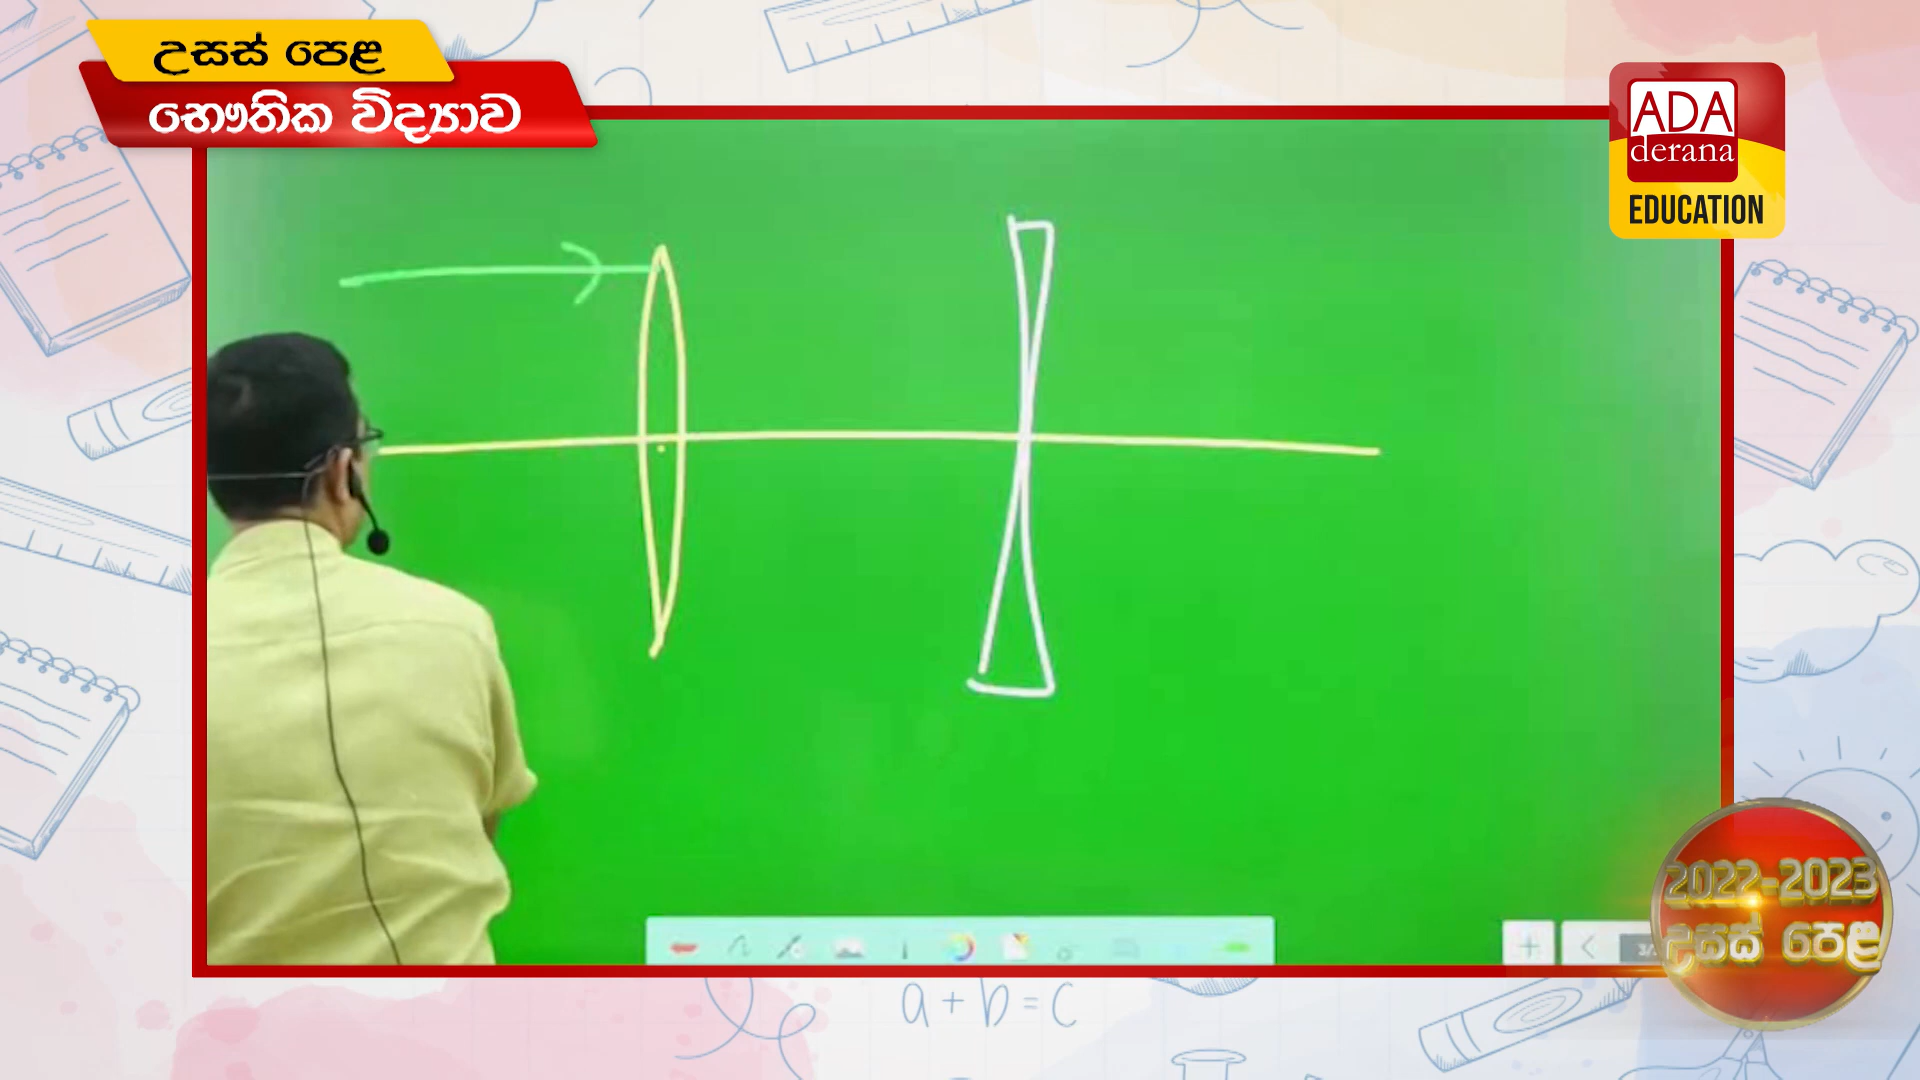 උසස් පෙළ
භෞතික විද්‍යාව
ADA
derana
EDUCATION
2022-2023
උසස් පෙළ
a + b = c